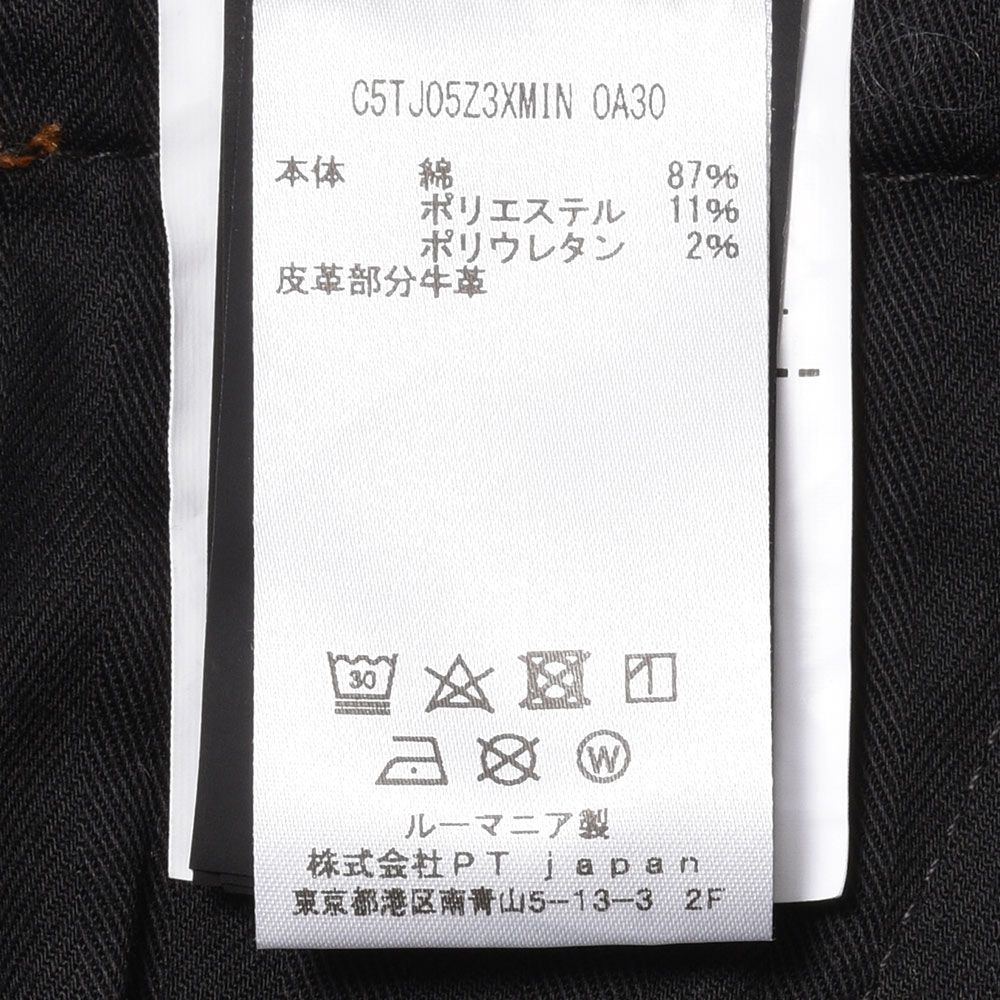 C5TJ05Z3XMIN 0A30
本体 綿 87%
ポリエステル 11%
ポリウレタン 2%
皮革部分牛革
30
W
ルーマニア製
株式会社PT japan
東京都港区南青山5-13-3 2F